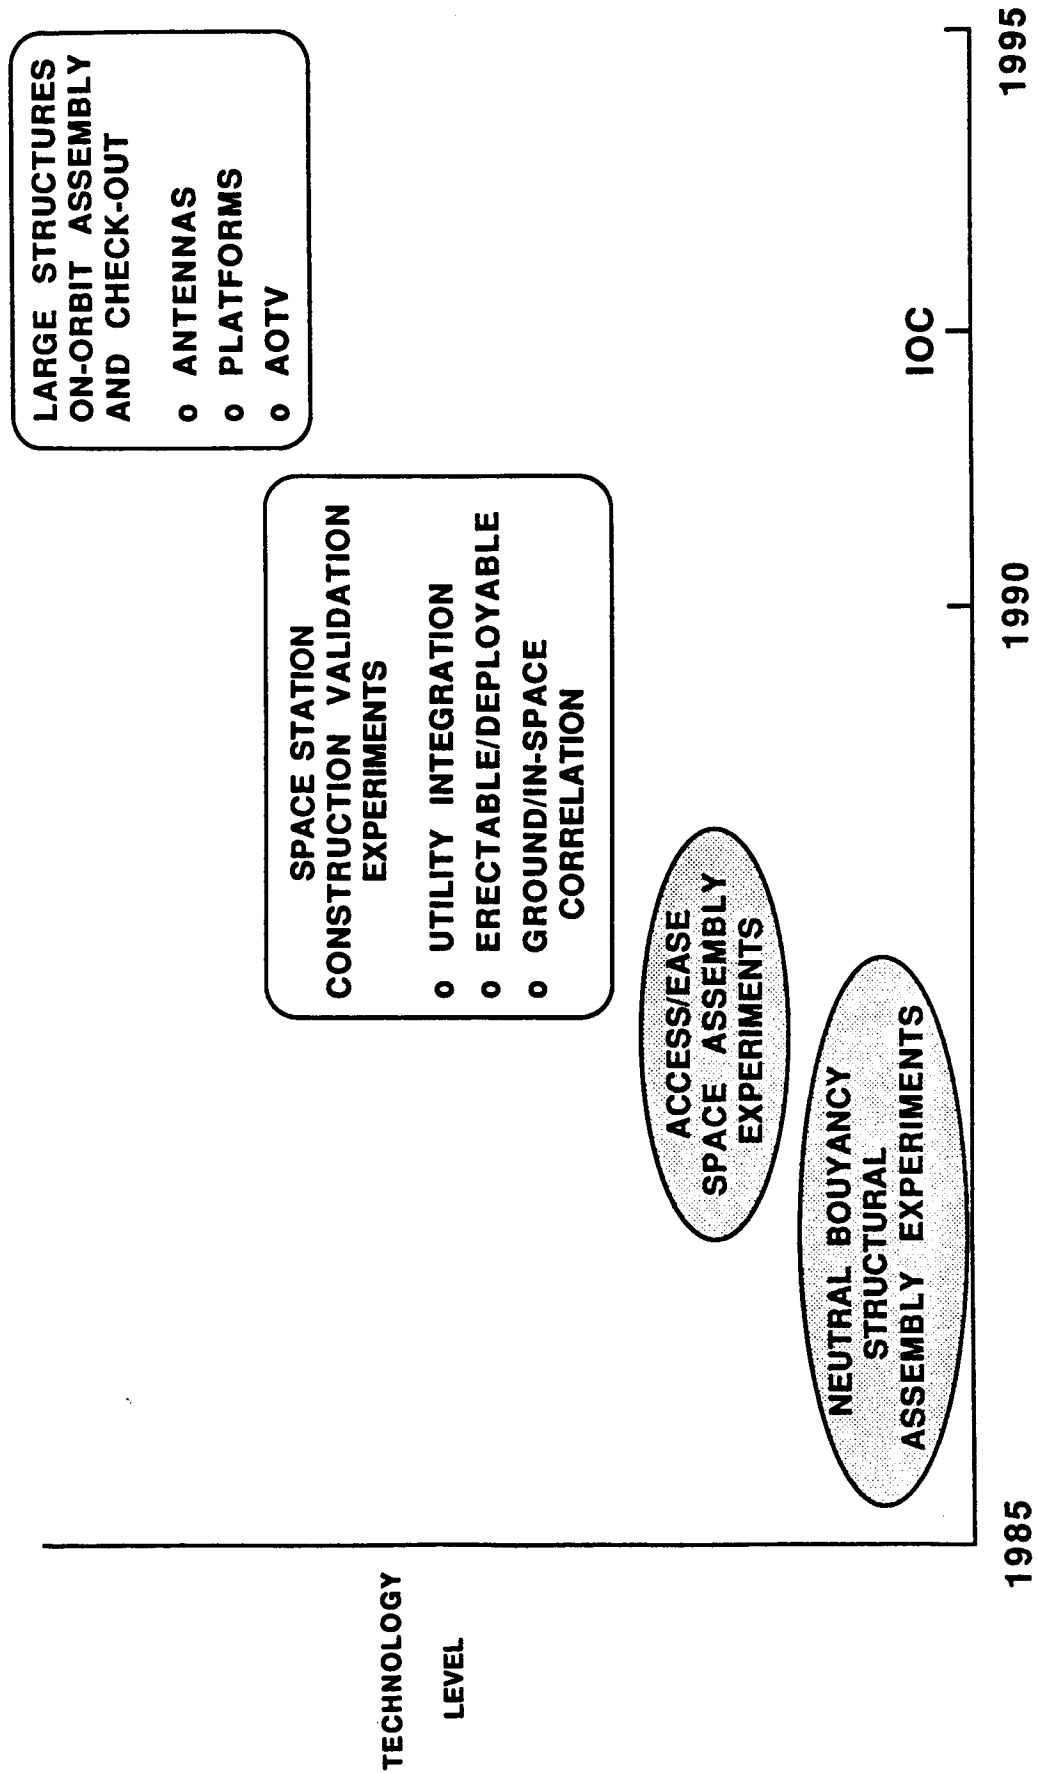 LARGE STRUCTURES
ON-ORBIT ASSEMBLY
AND CHECK-OUT
o ANTENNAS
o PLATFORMS
o AOTV
SPACE STATION
CONSTRUCTION VALIDATION
EXPERIMENTS
o UTILITY INTEGRATION
o ERECTABLE/DEPLOYABLE
o GROUND/IN-SPACE
CORRELATION
TECHNOLOGY
LEVEL
ACCESS/EASE
SPACE ASSEMBLY
EXPERIMENTS
NEUTRAL BOUYANCY
STRUCTURAL
ASSEMBLY EXPERIMENTS
IOC
1985
1990
1995